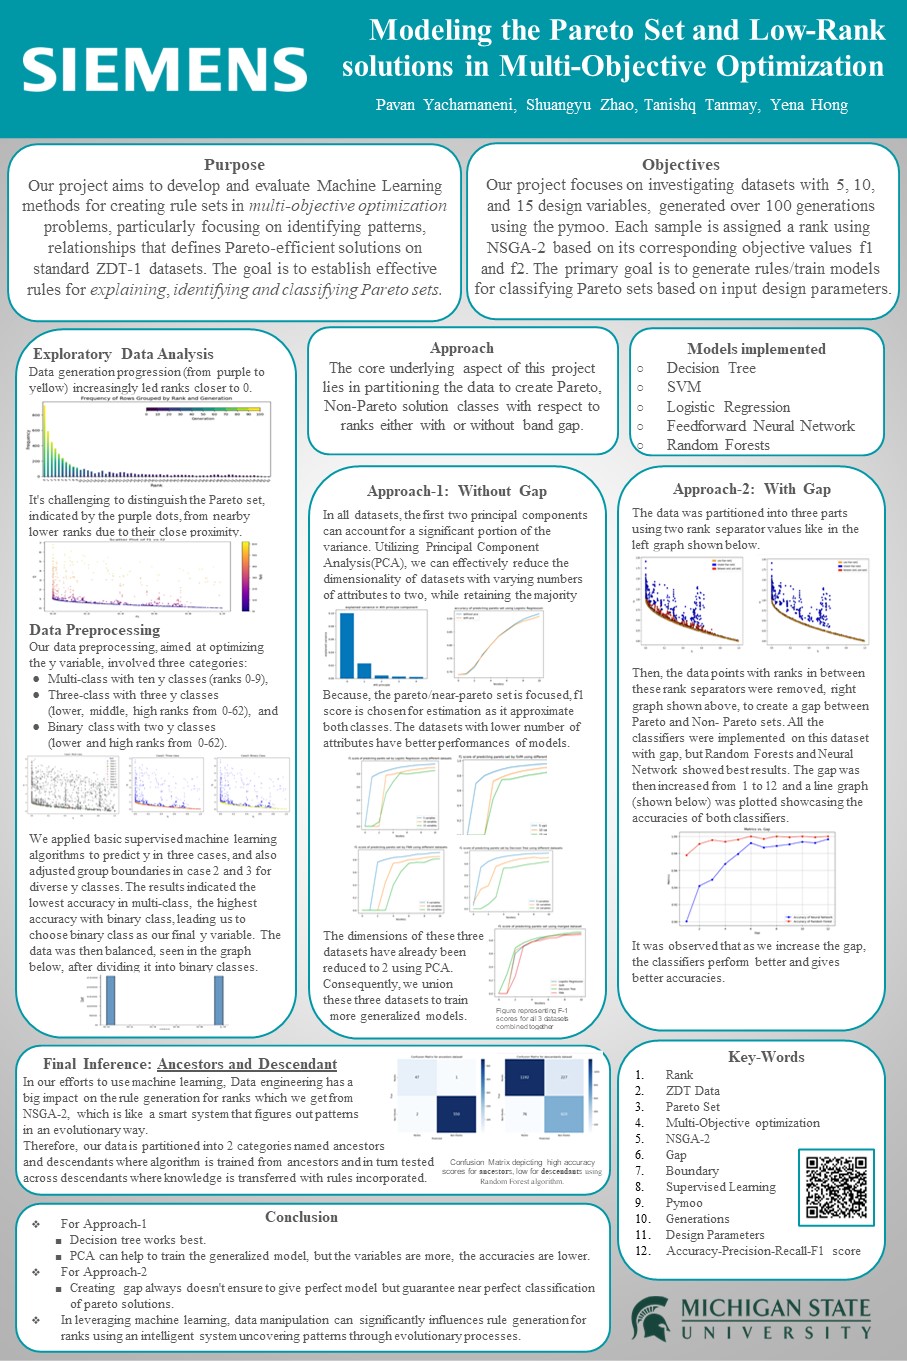 SIEMENS
Modeling the Pareto Set and Low-Rank
solutions in Multi-Objective Optimization
Pavan Yachamaneni, Shuangyu Zhao, Tanishq Tanmay, Yena Hong
Purpose
Our project aims to develop and evaluate Machine Learning
methods for creating rule sets in multi-objective optimization
problems, particularly focusing on identifying patterns,
relationships that defines Pareto-efficient solutions on
standard ZDT-1 datasets. The goal is to establish effective
rules for explaining, identifying and classifying Pareto sets.
Objectives
Our project focuses on investigating datasets with 5, 10,
and 15 design variables, generated over 100 generations
using the pymoo. Each sample is assigned a rank using
NSGA-2 based on its corresponding objective values f1
and f2. The primary goal is to generate rules/train models
for classifying Pareto sets based on input design parameters.
Exploratory Data Analysis
Data generation progression (from purple to
yellow) increasingly led ranks closer to 0.
Frequency of Rows Grouped by Rank and Generation
Generation
Frequency
Rank
It's challenging to distinguish the Pareto set,
indicated by the purple dots, from nearby
lower ranks due to their close proximity.
Data Preprocessing
Our data preprocessing, aimed at optimizing
the y variable, involved three categories:
● Multi-class with ten y classes (ranks 0-9),
● Three-class with three y classes
(lower, middle, high ranks from 0-62), and
● Binary class with two y classes
(lower and high ranks from 0-62).
We applied basic supervised machine learning
algorithms to predict y in three cases, and also
adjusted group boundaries in case 2 and 3 for
diverse y classes. The results indicated the
lowest accuracy in multi-class, the highest
accuracy with binary class, leading us to
choose binary class as our final y variable. The
data was then balanced, seen in the graph
below, after dividing it into binary classes.
Approach
The core underlying aspect of this project
lies in partitioning the data to create Pareto,
Non-Pareto solution classes with respect to
ranks either with or without band gap.
Models implemented
○ Decision Tree
○ SVM
○ Logistic Regression
○ Feedforward Neural Network
○ Random Forests
Approach-1: Without Gap
In all datasets, the first two principal components
can account for a significant portion of the
variance. Utilizing Principal Component
Analysis(PCA), we can effectively reduce the
dimensionality of datasets with varying numbers
of attributes to two, while retaining the majority
Because, the pareto/near-pareto set is focused, f1
score is chosen for estimation as it approximate
both classes. The datasets with lower number of
attributes have better performances of models.
The dimensions of these three
datasets have already been
reduced to 2 using PCA.
Consequently, we union
these three datasets to train
more generalized models.
Figure representing F-1
scores for all 3 datasets
combined together
Approach-2: With Gap
The data was partitioned into three parts
using two rank separator values like in the
left graph shown below.
Then, the data points with ranks in between
these rank separators were removed, right
graph shown above, to create a gap between
Pareto and Non- Pareto sets. All the
classifiers were implemented on this dataset
with gap, but Random Forests and Neural
Network showed best results. The gap was
then increased from 1 to 12 and a line graph
(shown below) was plotted showcasing the
accuracies of both classifiers.
Metrics vs. Gap
Accuracy of Neural Network
Accuracy of Random Forest
It was observed that as we increase the gap,
the classifiers perform better and gives
better accuracies.
Final Inference: Ancestors and Descendant
In our efforts to use machine learning, Data engineering has a
big impact on the rule generation for ranks which we get from
NSGA-2, which is like a smart system that figures out patterns
in an evolutionary way.
Therefore, our data is partitioned into 2 categories named ancestors
and descendants where algorithm is trained from ancestors and in turn tested
across descendants where knowledge is transferred with rules incorporated.
Confusion Matrix depicting high accuracy
scores for ancestors, low for descendants using
Random Forest algorithm.
Key-Words
1. Rank
2. ZDT Data
3. Pareto Set
4. Multi-Objective optimization
5. NSGA-2
6. Gap
7. Boundary
8. Supervised Learning
9. Pymoo
10. Generations
11. Design Parameters
12. Accuracy-Precision-Recall-F1 score
Conclusion
❖ For Approach-1
■ Decision tree works best.
■ PCA can help to train the generalized model, but the variables are more, the accuracies are lower.
❖ For Approach-2
■ Creating gap always doesn't ensure to give perfect model but guarantee near perfect classification
of pareto solutions.
❖ In leveraging machine learning, data manipulation can significantly influences rule generation for
ranks using an intelligent system uncovering patterns through evolutionary processes.
MICHIGAN STATE
UNIVERSITY